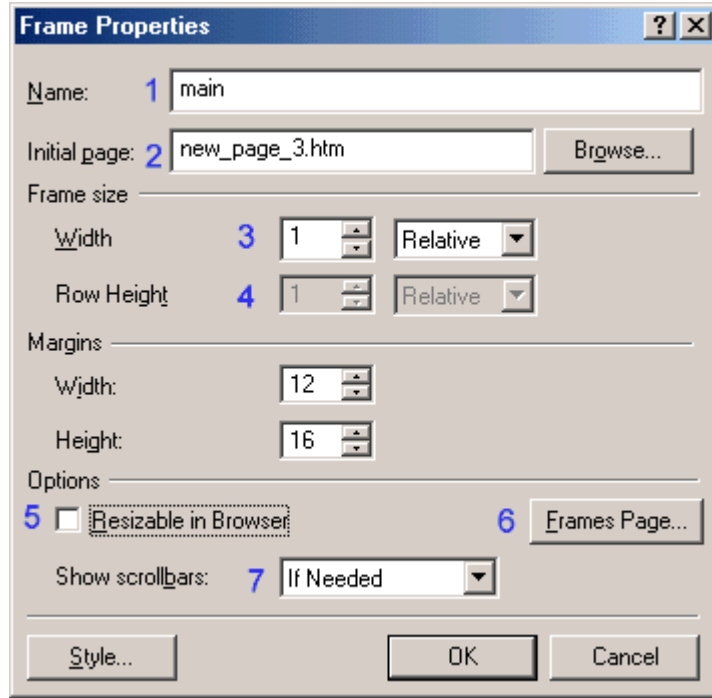 Frame Properties
Name: 1 main
Initial page: 2 new_page_3.htm Browse...
Frame size
Width 3 1 Relative
Row Height 4 1 Relative
Margins
Width: 12
Height: 16
Options
5 Resizable in Browser 6 Frames Page...
Show scrollbars: 7 If Needed
Style... OK Cancel